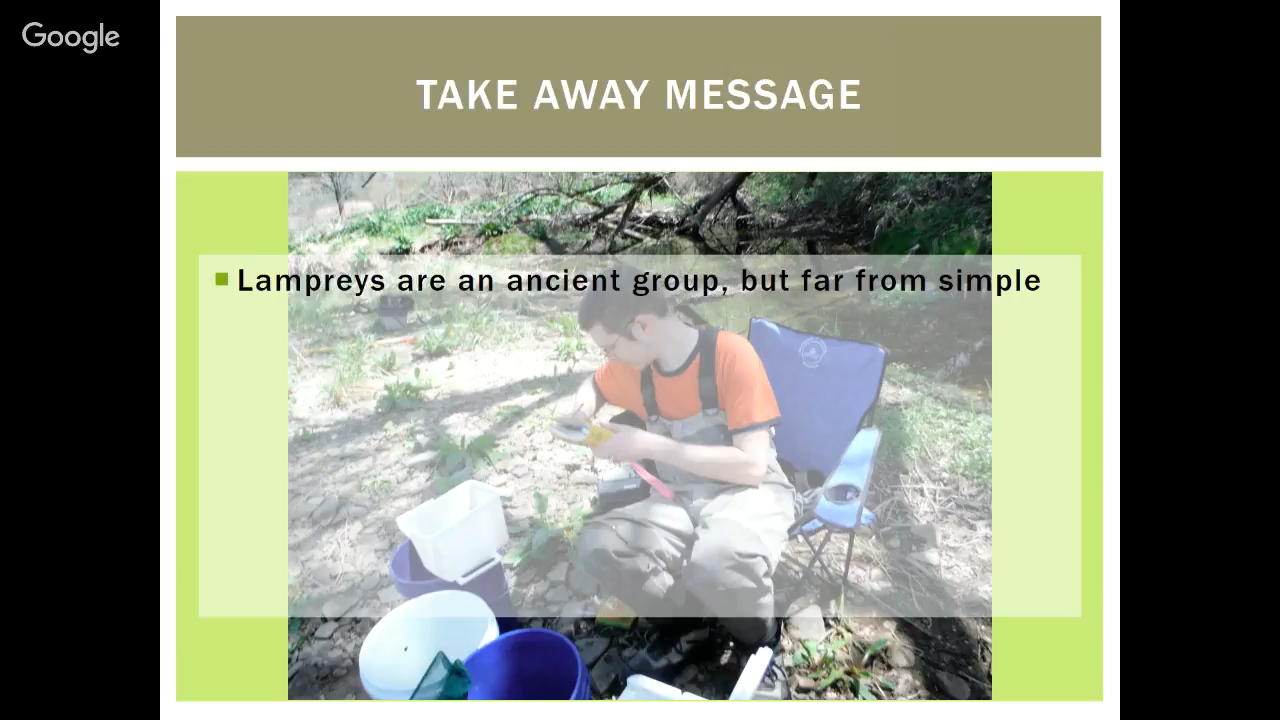 Google
TAKE AWAY MESSAGE
Lampreys are an ancient group, but far from simple